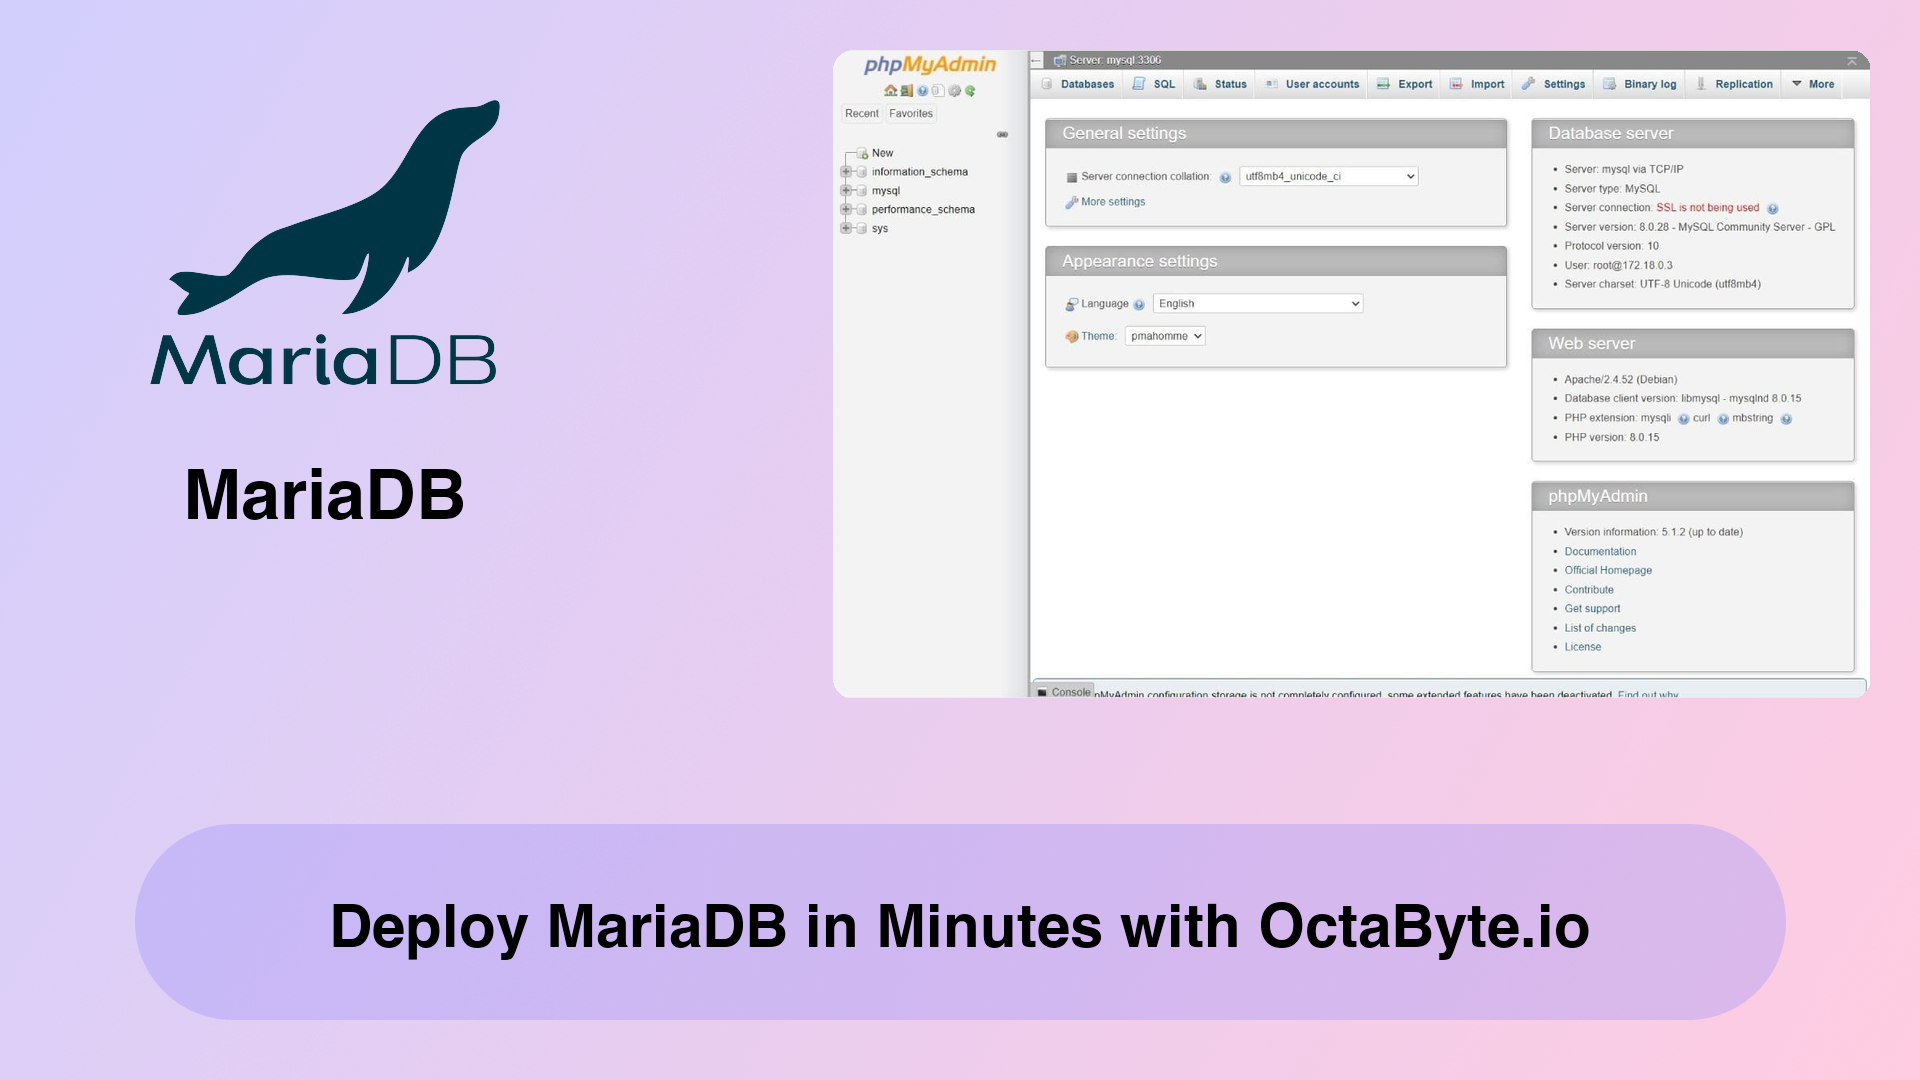 MariaDB
MariaDB
phpMyAdmin
Recent Favorites
New
information_schema
mysql
performance_schema
sys
Server: mysql:3306
Databases SQL Status User accounts Export Import Settings Binary log Replication More
General settings
Server connection collation: utf8mb4_unicode_ci
More settings
Appearance settings
Language English
Theme: pmahomme
Database server
Server: mysql via TCP/IP
Server type: MySQL
Server connection: SSL is not being used
Server version: 8.0.28 - MySQL Community Server - GPL
Protocol version: 10
User: root@172.18.0.3
Server charset: UTF-8 Unicode (utf8mb4)
Web server
Apache/2.4.52 (Debian)
Database client version: libmysql - mysqlnd 8.0.15
PHP extension: mysqli curl mbstring
PHP version: 8.0.15
phpMyAdmin
Version information: 5.1.2 (up to date)
Documentation
Official Homepage
Contribute
Get support
List of changes
License
Console pMyAdmin configuration storage is not completely configured, some extended features have been deactivated. Find out why
Deploy MariaDB in Minutes with OctaByte.io